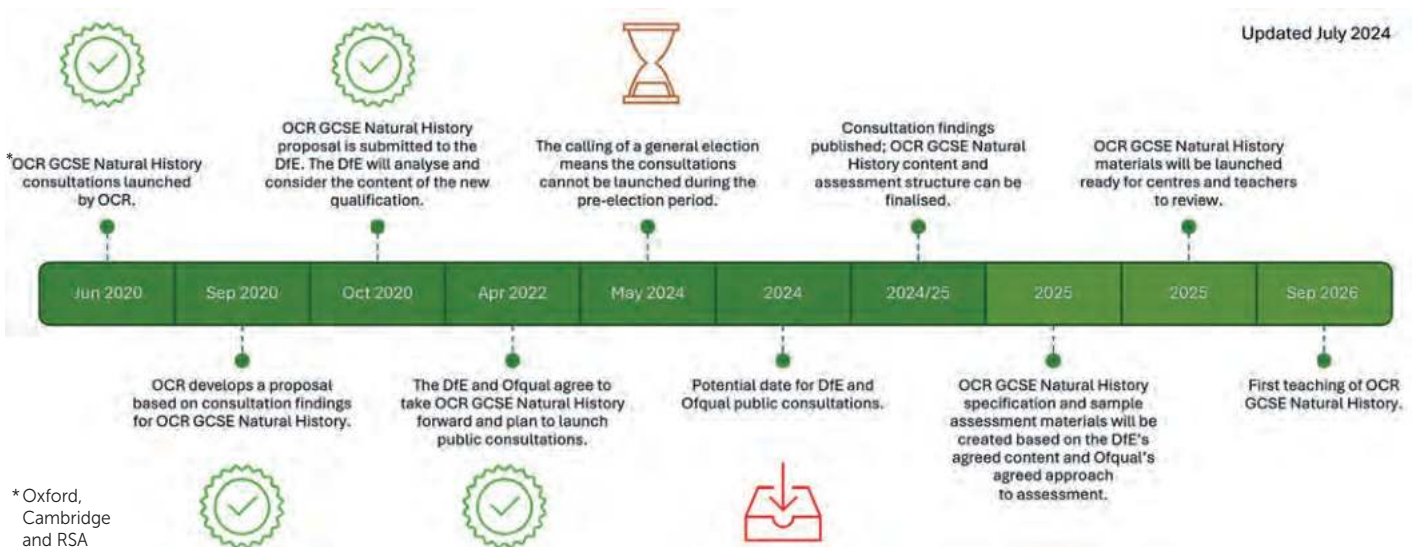 Updated July 2024
*OCR GCSE Natural History
consultations launched
by OCR.
OCR GCSE Natural History
proposal is submitted to the
DfE. The DfE will analyse and
consider the content of the new
qualification.
The calling of a general election
means the consultations
cannot be launched during the
pre-election period.
Consultation findings
published; OCR GCSE Natural
History content and
assessment structure can be
finalised.
OCR GCSE Natural History
materials will be launched
ready for centres and teachers
to review.
Jun 2020
Sep 2020
Oct 2020
Apr 2022
May 2024
2024
2024/25
2025
2025
Sep 2026
OCR develops a proposal
based on consultation findings
for OCR GCSE Natural History.
The DfE and Ofqual agree to
take OCR GCSE Natural History
forward and plan to launch
public consultations.
Potential date for DfE and
Ofqual public consultations.
OCR GCSE Natural History
specification and sample
assessment materials will be
created based on the DfE's
agreed content and Ofqual's
agreed approach
to assessment.
First teaching of OCR
GCSE Natural History.
* Oxford,
Cambridge
and RSA